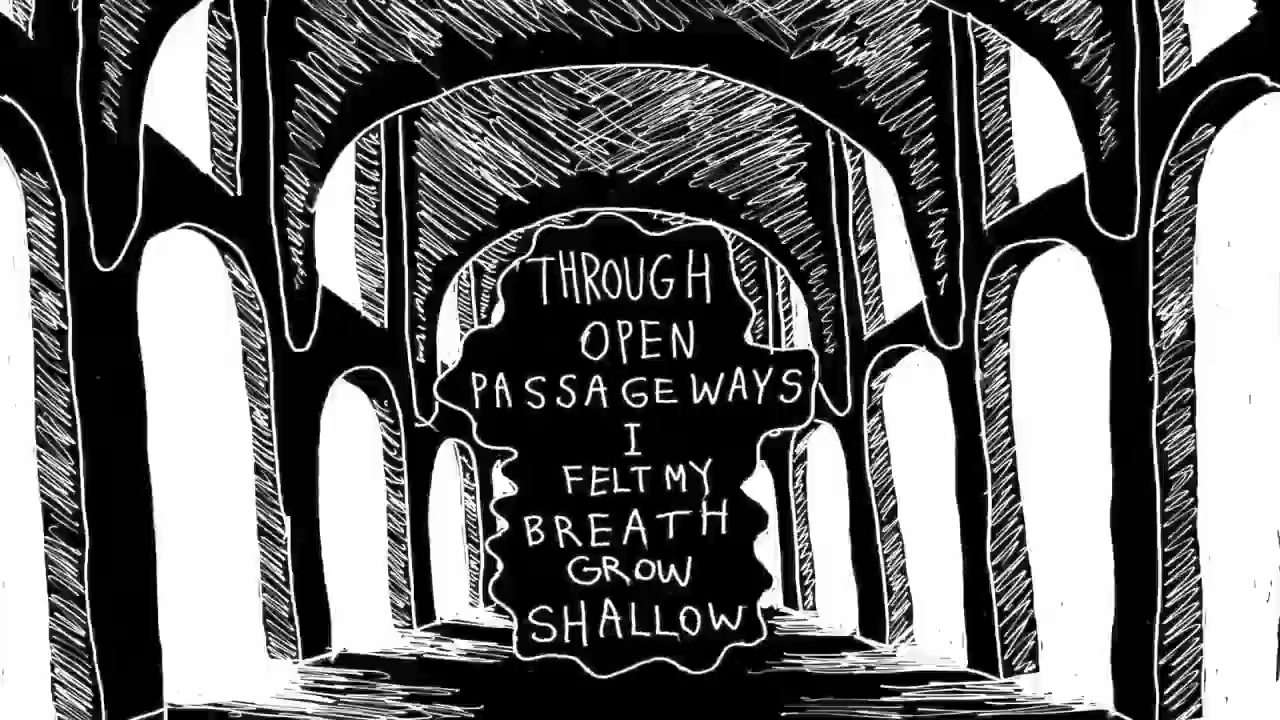 THROUGH
OPEN
PASSAGEWAYS
I
FELT MY
BREATH
GROW
SHALLOW